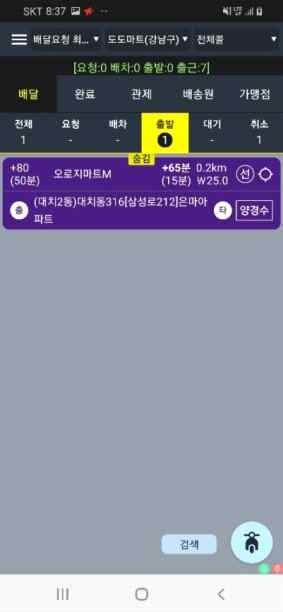 SKT 8:37
배달요청 최... ▼ 도도마트(강남구) ▼ 전체콜 ▼
[요청:0 배차:0 출발:0 출근:7]
배달 완료 관제 배송원 가맹점
전체 요청 배차 출발 대기 취소
1 - - 1 - 1
숨김
+80 오로지마트M +65분 0.2km 선
(50분) (15분) ₩25.0
출 (대치2동)대치동316[삼성로212]은마아파트 타 양경수
검색